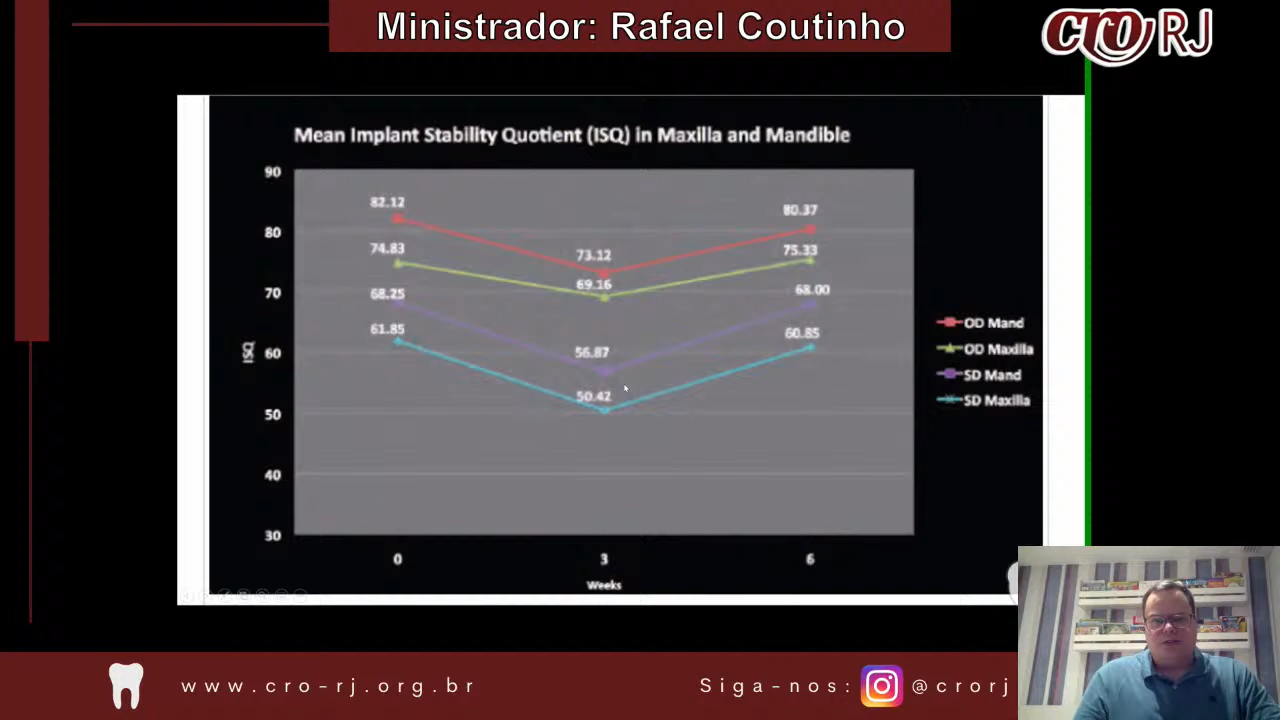 Ministrador: Rafael Coutinho
CRO RJ
Mean Implant Stability Quotient (ISQ) in Maxilla and Mandible
90
80
70
60
50
40
30
ISQ
82.12
73.12
80.37
74.83
69.16
75.33
68.25
56.87
68.00
61.85
50.42
60.85
0
3
6
Weeks
OD Mand
OD Maxilla
SD Mand
SD Maxilla
www.cro-rj.org.br
Siga-nos: @crorj